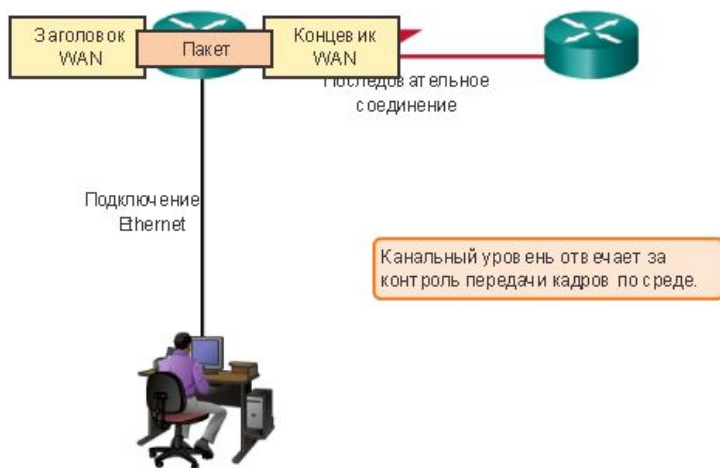 Заголовок
WAN
Пакет
Концевик
WAN
Последовательное
соединение
Подключение
Ethernet
Канальный уровень отвечает за
контроль передачи кадров по среде.